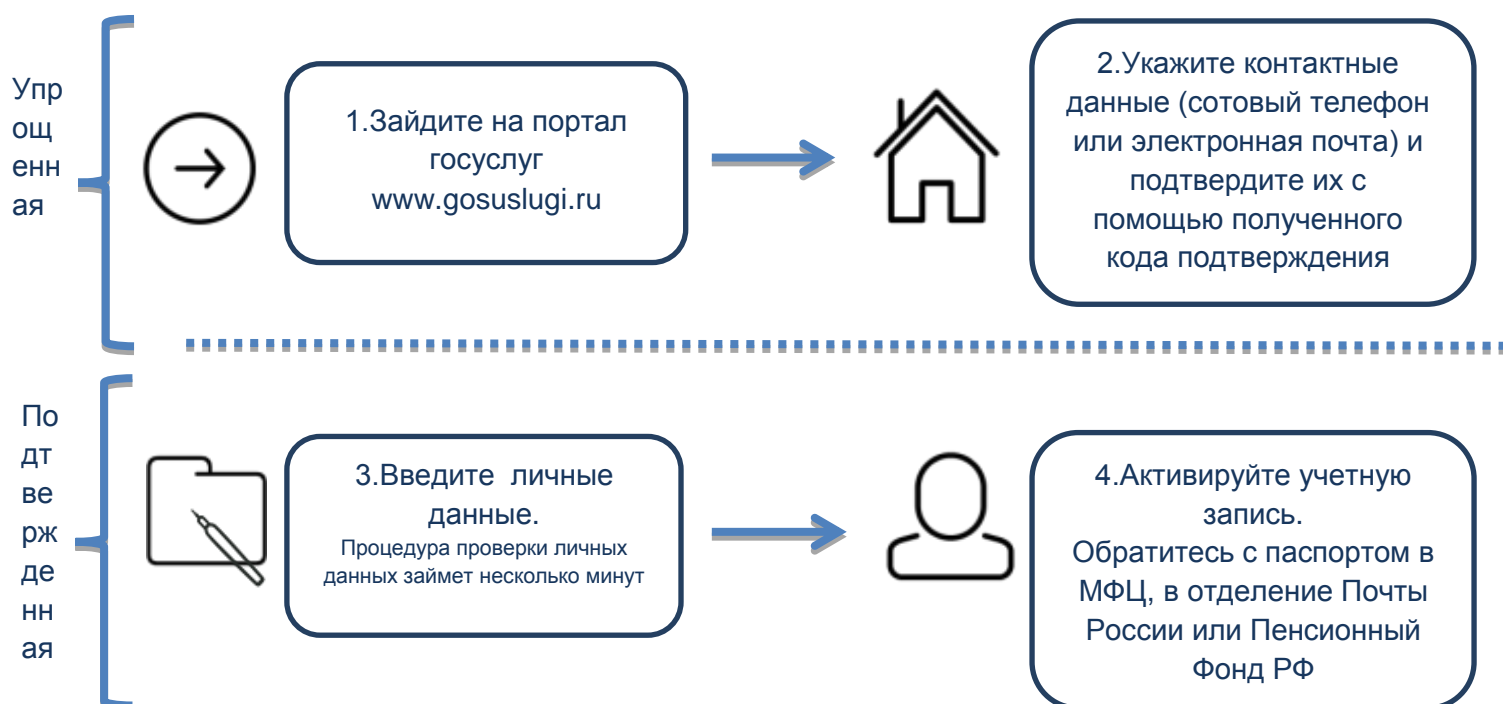 Упр
ощ
енн
ая
1.Зайдите на портал
госуслуг
www.gosuslugi.ru
2.Укажите контактные
данные (сотовый телефон
или электронная почта) и
подтвердите их с
помощью полученного
кода подтверждения
По
дт
ве
рж
де
нн
ая
3.Введите личные
данные.
Процедура проверки личных
данных займет несколько минут
4.Активируйте учетную
запись.
Обратитесь с паспортом в
МФЦ, в отделение Почты
России или Пенсионный
Фонд РФ